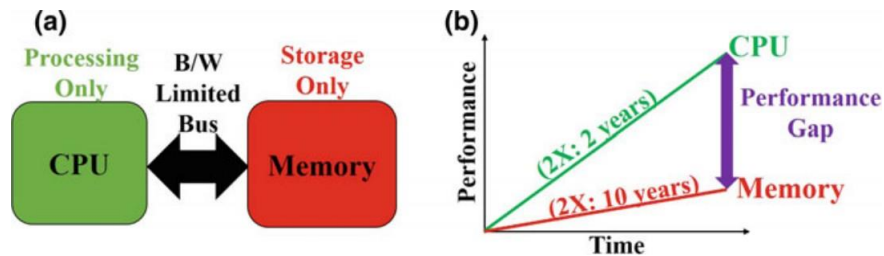 (a)
Processing
Only
B/W
Limited
Bus
Storage
Only
CPU
Memory
(b)
Performance
Time
CPU
(2X: 2 years)
Performance
Gap
Memory
(2X: 10 years)